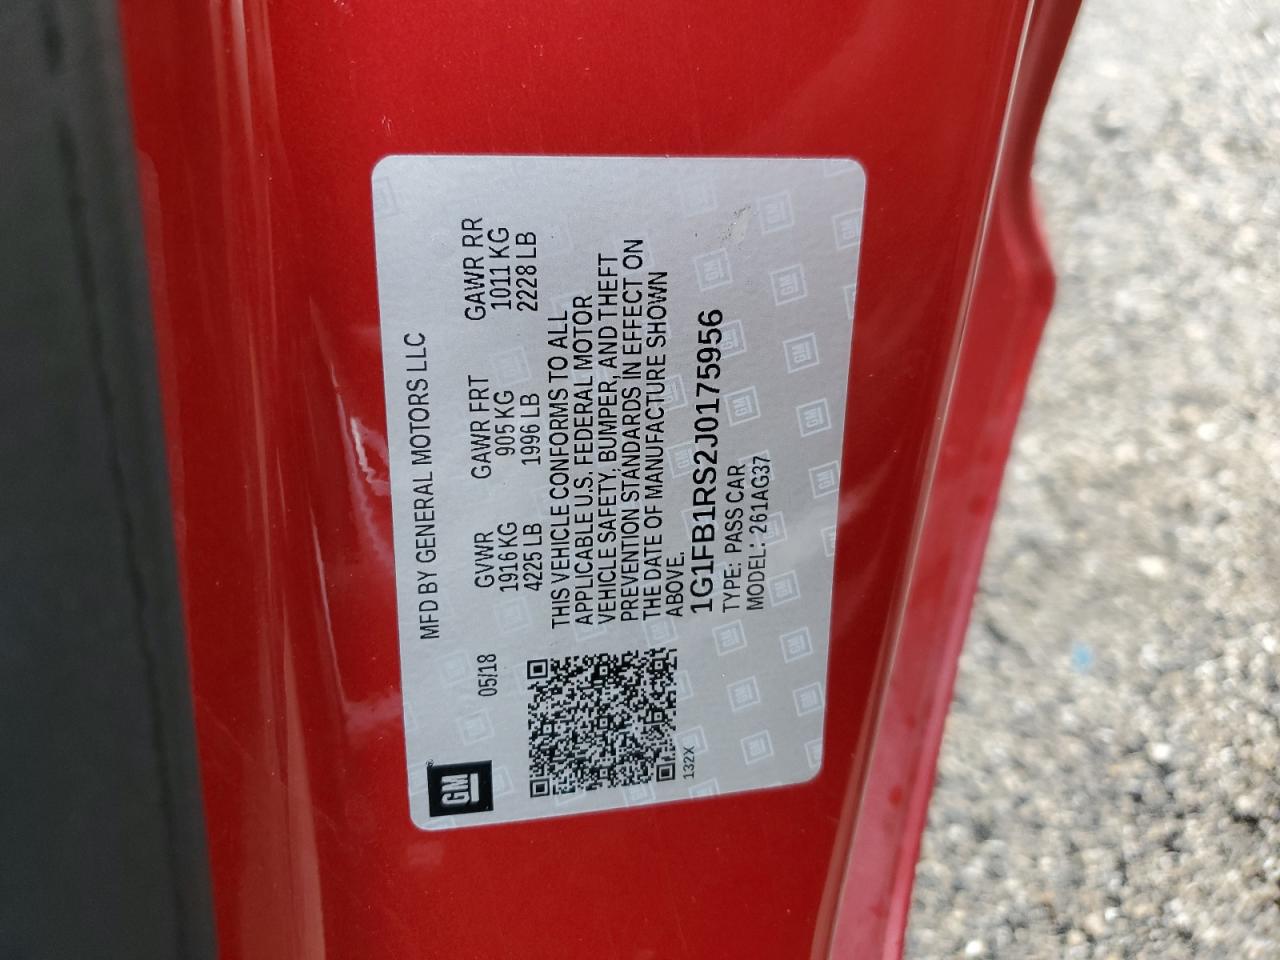 GM
MFD BY GENERAL MOTORS LLC
05/18
GVWR GAWR FRT GAWR RR
1916 KG 905 KG 1011 KG
4225 LB 1996 LB 2228 LB
THIS VEHICLE CONFORMS TO ALL
APPLICABLE U.S. FEDERAL MOTOR
VEHICLE SAFETY, BUMPER, AND THEFT
PREVENTION STANDARDS IN EFFECT ON
THE DATE OF MANUFACTURE SHOWN
ABOVE.
1G1FB1RS2J0175956
TYPE: PASS CAR
MODEL: 261AG37
132X